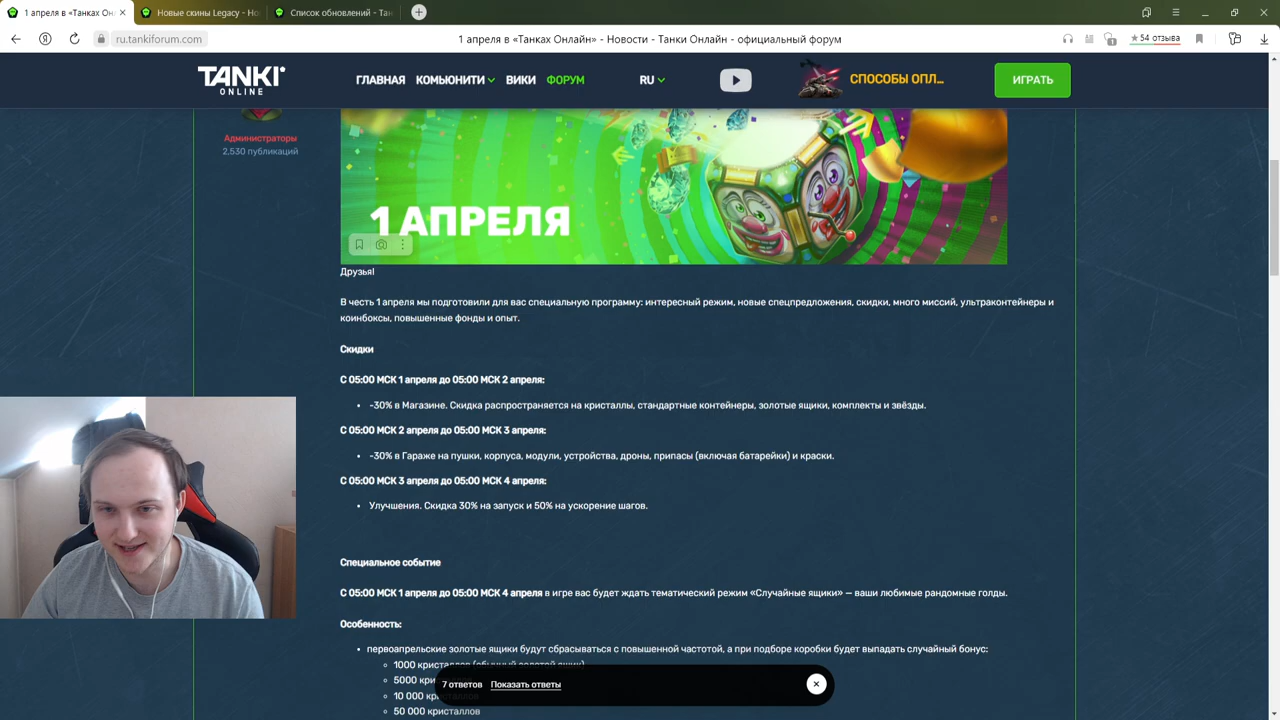 1 апреля в «Танках Онл
Новые скины Legacy - Но
Список обновлений - Тан
ru.tankiforum.com
1 апреля в «Танках Онлайн» - Новости - Танки Онлайн - официальный форум
★54 отзыва
TANKI
ONLINE
ГЛАВНАЯ
КОМЬЮНИТИ
ВИКИ
ФОРУМ
RU
СПОСОБЫ ОПЛ...
ИГРАТЬ
Администраторы
2,530 публикаций
1 АПРЕЛЯ
Друзья!
В честь 1 апреля мы подготовили для вас специальную программу: интересный режим, новые спецпредложения, скидки, много миссий, ультраконтейнеры и
коинбоксы, повышенные фонды и опыт.
Скидки
С 05:00 МСК 1 апреля до 05:00 МСК 2 апреля:
• -30% в Магазине. Скидка распространяется на кристаллы, стандартные контейнеры, золотые ящики, комплекты и звёзды.
С 05:00 МСК 2 апреля до 05:00 МСК 3 апреля:
• -30% в Гараже на пушки, корпуса, модули, устройства, дроны, припасы (включая батарейки) и краски.
С 05:00 МСК 3 апреля до 05:00 МСК 4 апреля:
• Улучшения. Скидка 30% на запуск и 50% на ускорение шагов.
Специальное событие
С 05:00 МСК 1 апреля до 05:00 МСК 4 апреля в игре вас будет ждать тематический режим «Случайные ящики» — ваши любимые рандомные голды.
Особенность:
• первоапрельские золотые ящики будут сбрасываться с повышенной частотой, а при подборе коробки будет выпадать случайный бонус:
1000 кристаллов (обычный золотой ящик)
5000 кристаллов
10 000 кристаллов
50 000 кристаллов
7 ответов
Показать ответы